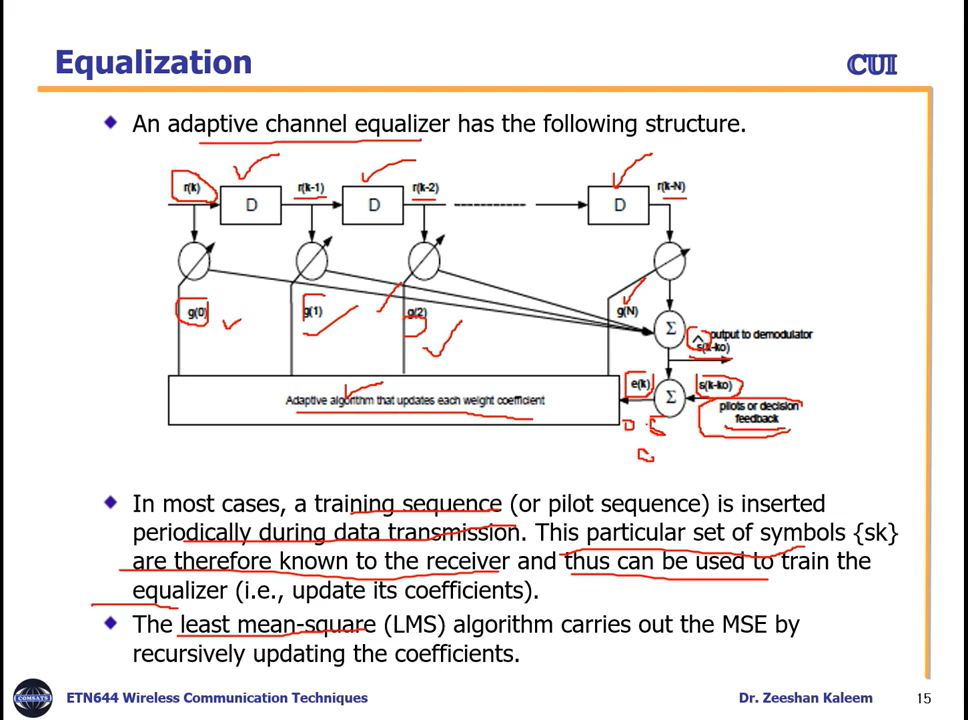 Equalization
CUI
An adaptive channel equalizer has the following structure.
r(k)
D
r(k-1)
D
r(k-2)
D
r(k-N)
g(0)
g(1)
g(2)
g(N)
Σ
output to demodulator
ŝ(k-ko)
Adaptive algorithm that updates each weight coefficient
e(k)
Σ
s(k-ko)
pilots or decision
feedback
In most cases, a training sequence (or pilot sequence) is inserted
periodically during data transmission. This particular set of symbols {sk}
are therefore known to the receiver and thus can be used to train the
equalizer (i.e., update its coefficients).
The least mean-square (LMS) algorithm carries out the MSE by
recursively updating the coefficients.
COMSATS
ETN644 Wireless Communication Techniques
Dr. Zeeshan Kaleem
15